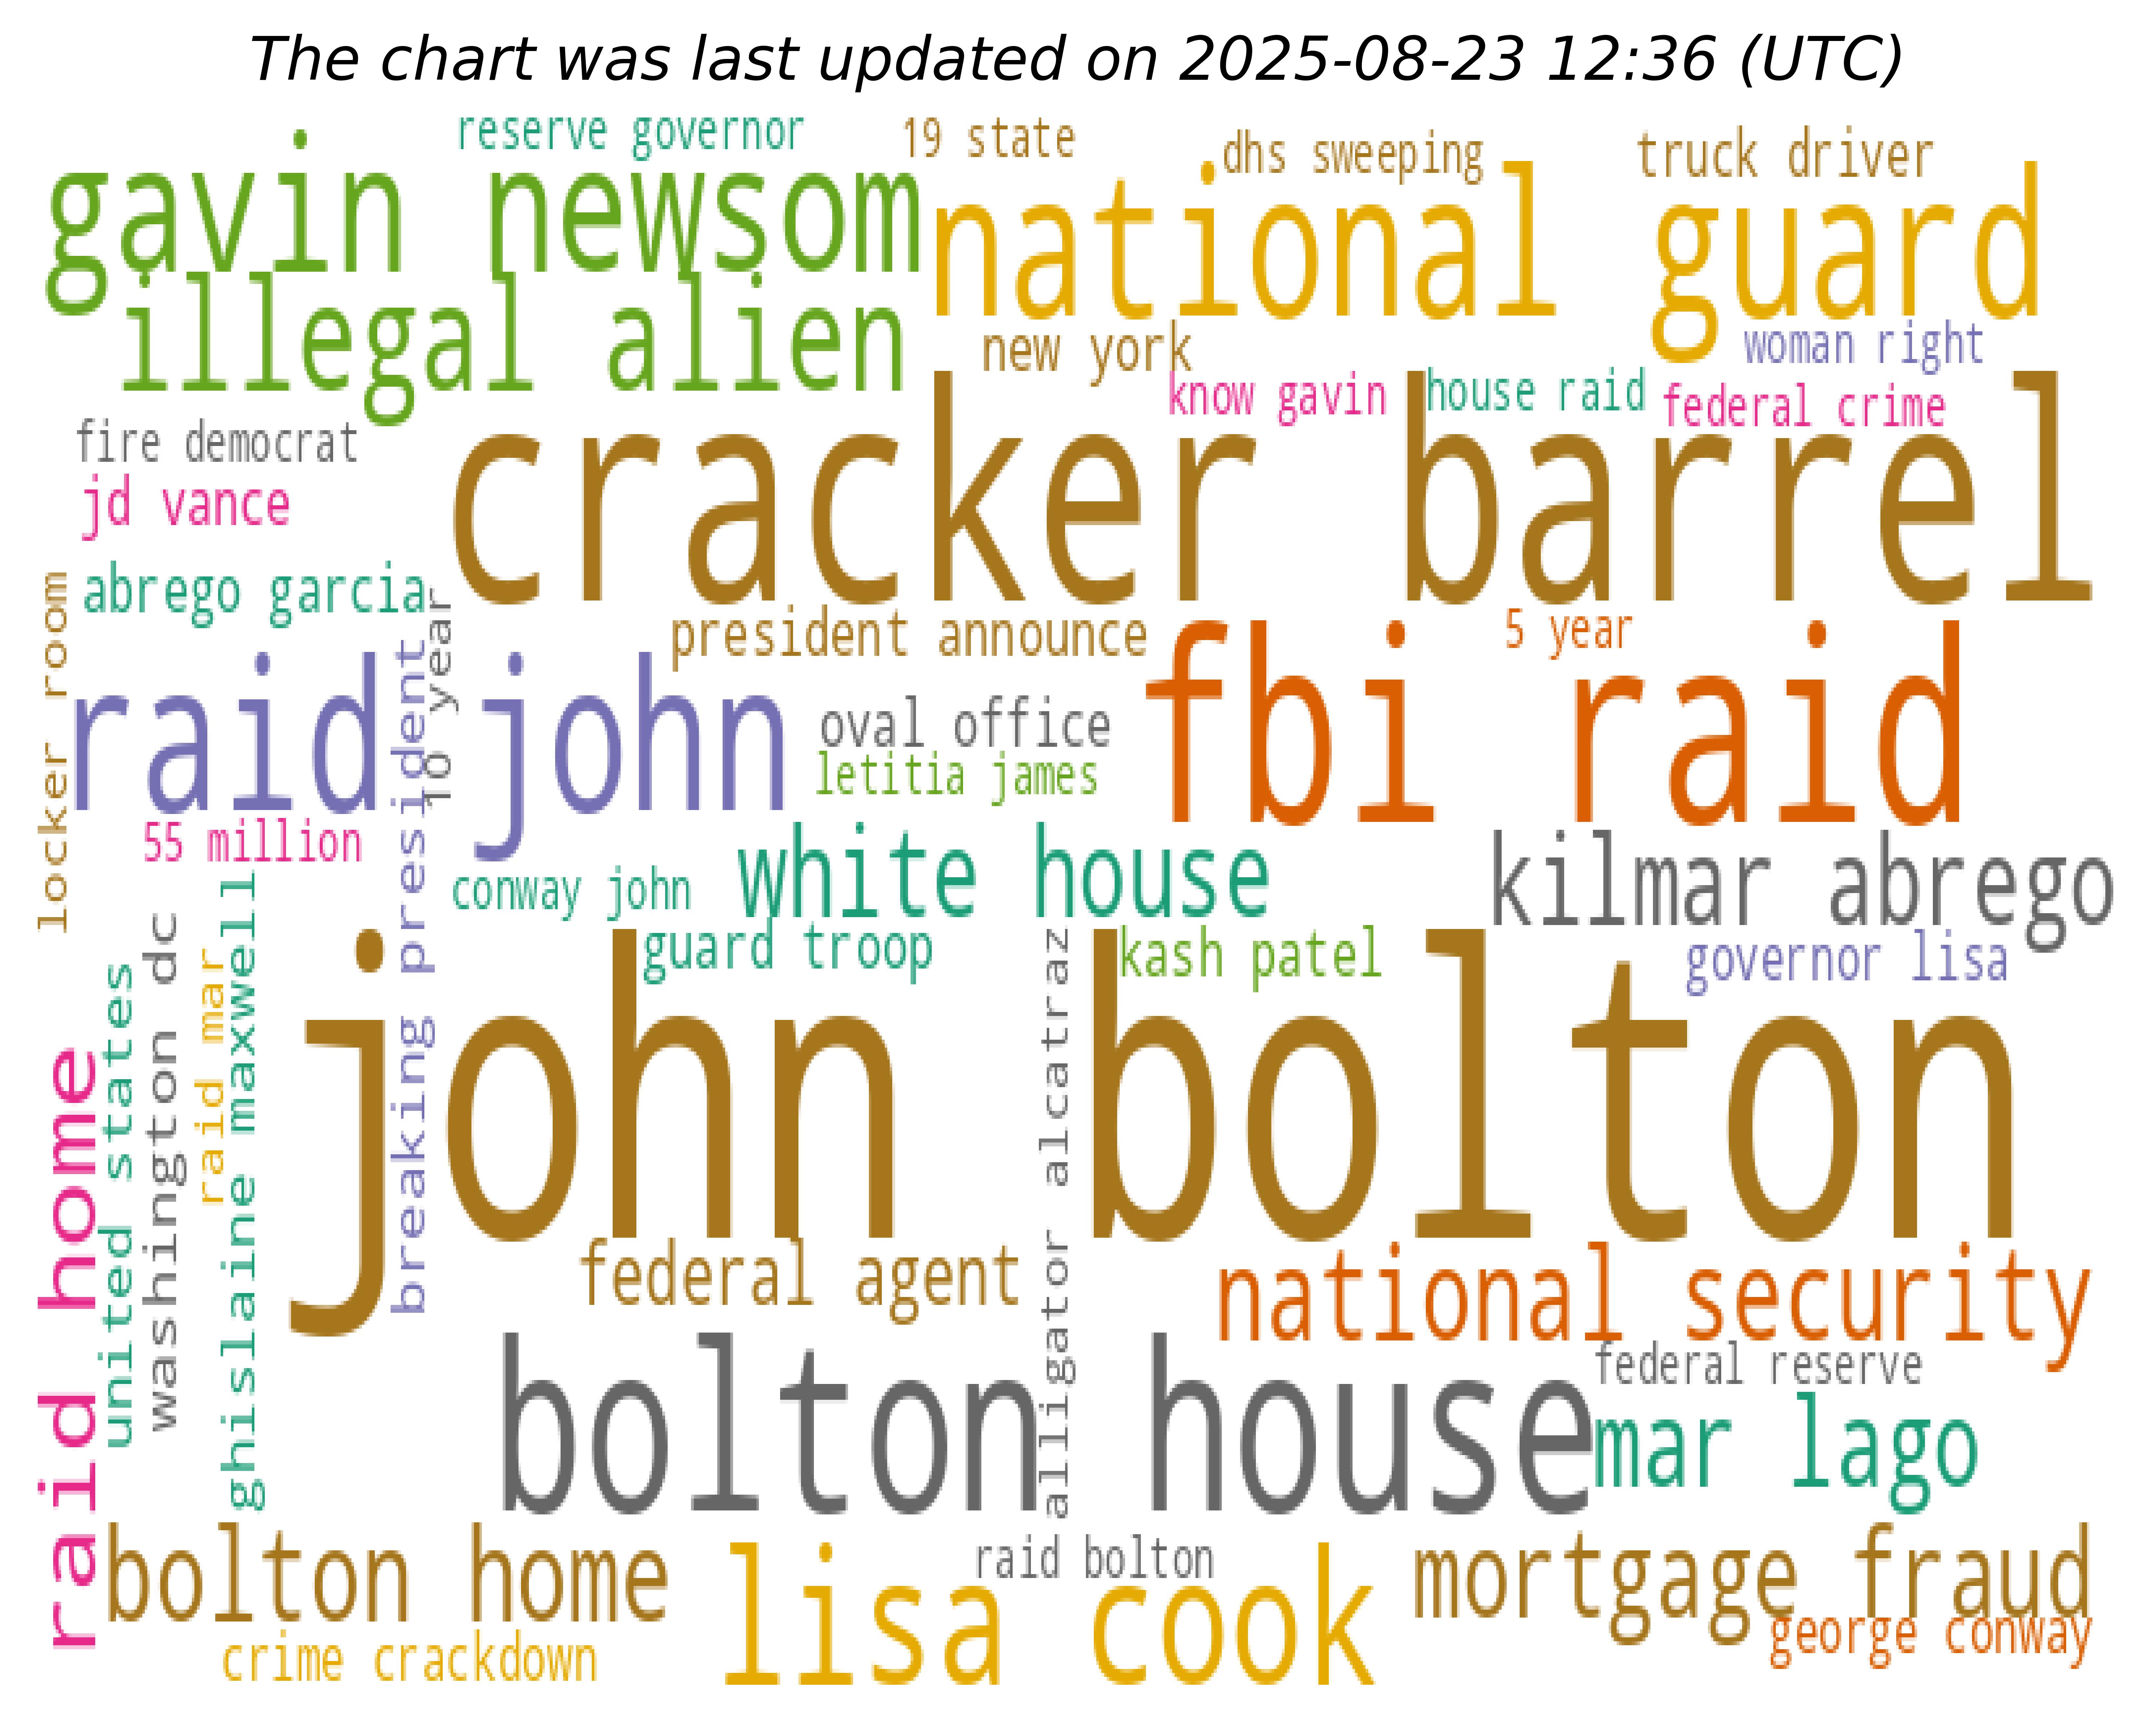 The chart was last updated on 2025-08-23 12:36 (UTC)
reserve governor
19 state
dhs sweeping
truck driver
gavin newsom
national guard
illegal alien
new york
woman right
know gavin
house raid
federal crime
fire democrat
cracker barrel
jd vance
abrego garcia
president announce
5 year
fbi raid
locker room
raid john
10 year
breaking president
oval office
letitia james
55 million
white house
kilmar abrego
conway john
guard troop
kash patel
governor lisa
john bolton
raid home
united states
washington dc
raid mar
ghislaine maxwell
alligator alcatraz
federal agent
national security
bolton house
federal reserve
mar lago
bolton home
raid bolton
lisa cook
mortgage fraud
george conway
crime crackdown